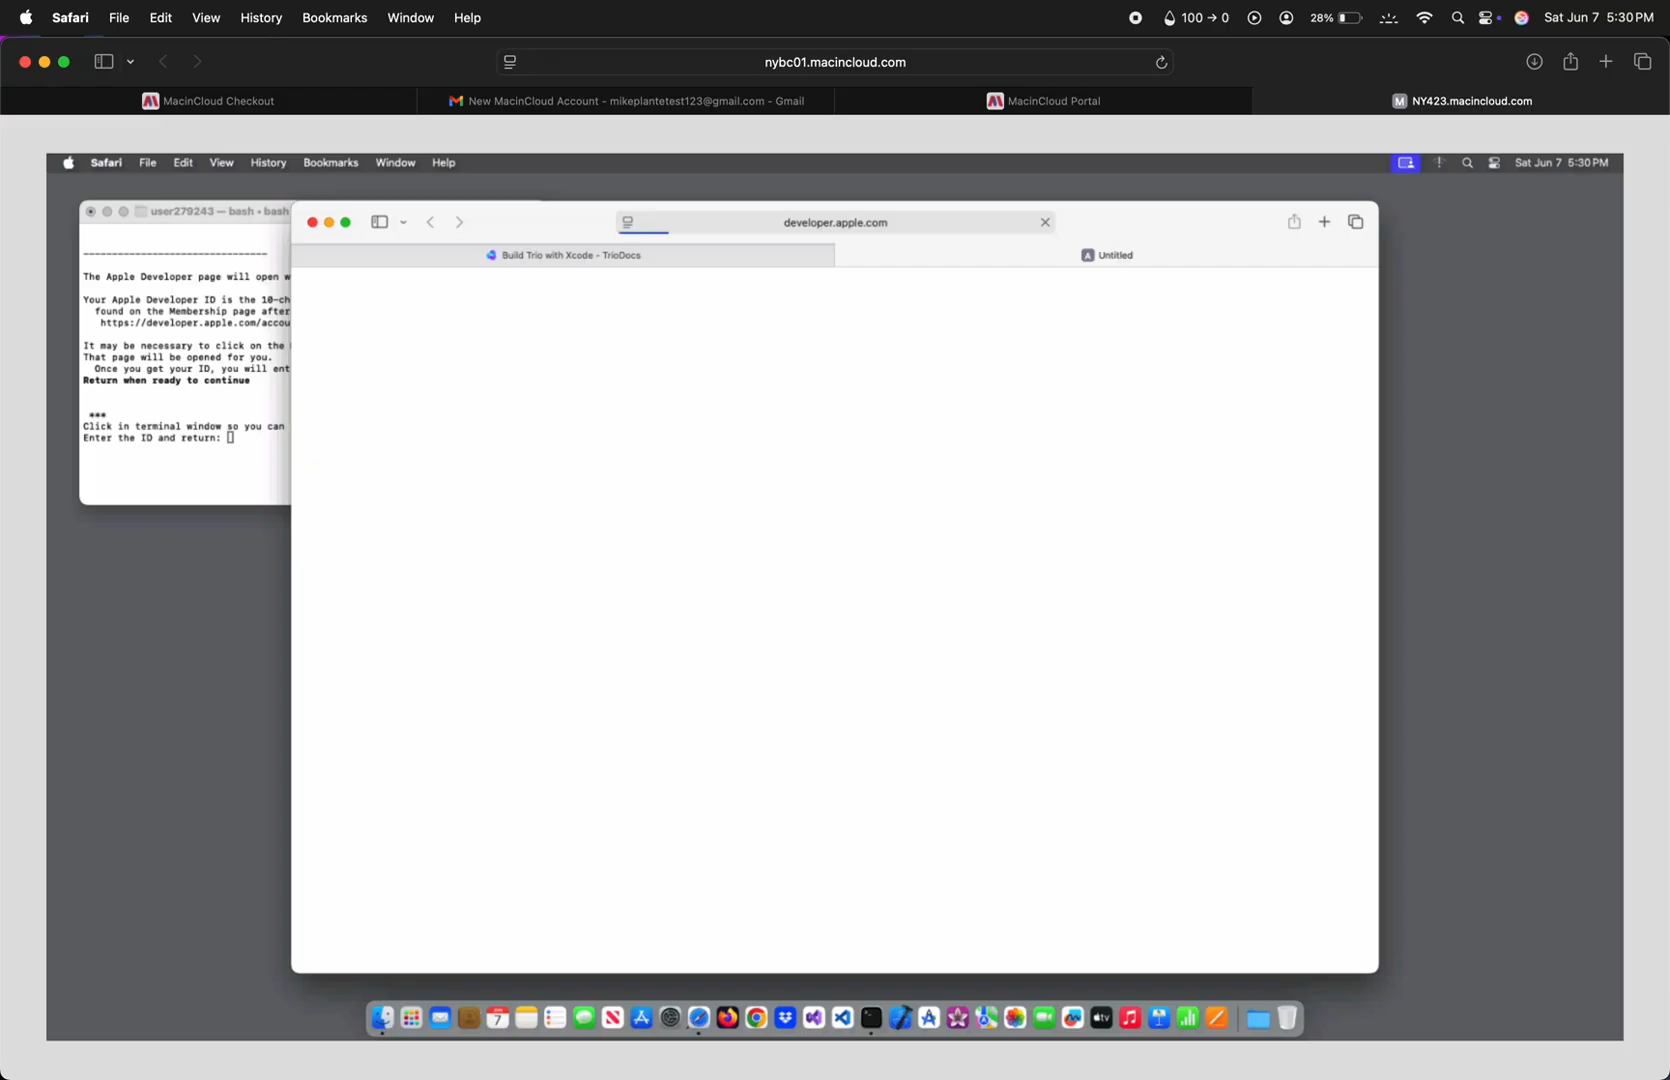 Safari File Edit View History Bookmarks Window Help
100 → 0 28% Sat Jun 7 5:30 PM
nybc01.macincloud.com
MacinCloud Checkout
New MacinCloud Account - mikeplantetest123@gmail.com - Gmail
MacinCloud Portal
M NY423.macincloud.com
Safari File Edit View History Bookmarks Window Help
Sat Jun 7 5:30 PM
user279243 — bash • bash
developer.apple.com
Build Trio with Xcode - TrioDocs
A Untitled
--------------------------------
The Apple Developer page will open
Your Apple Developer ID is the
found on the Membership page after
https://developer.apple.com/
It may be necessary to click on the
That page will be opened for you.
Once you get your ID, you will
Return when ready to continue
***
Click in terminal window so you can
Enter the ID and return:
7
tv